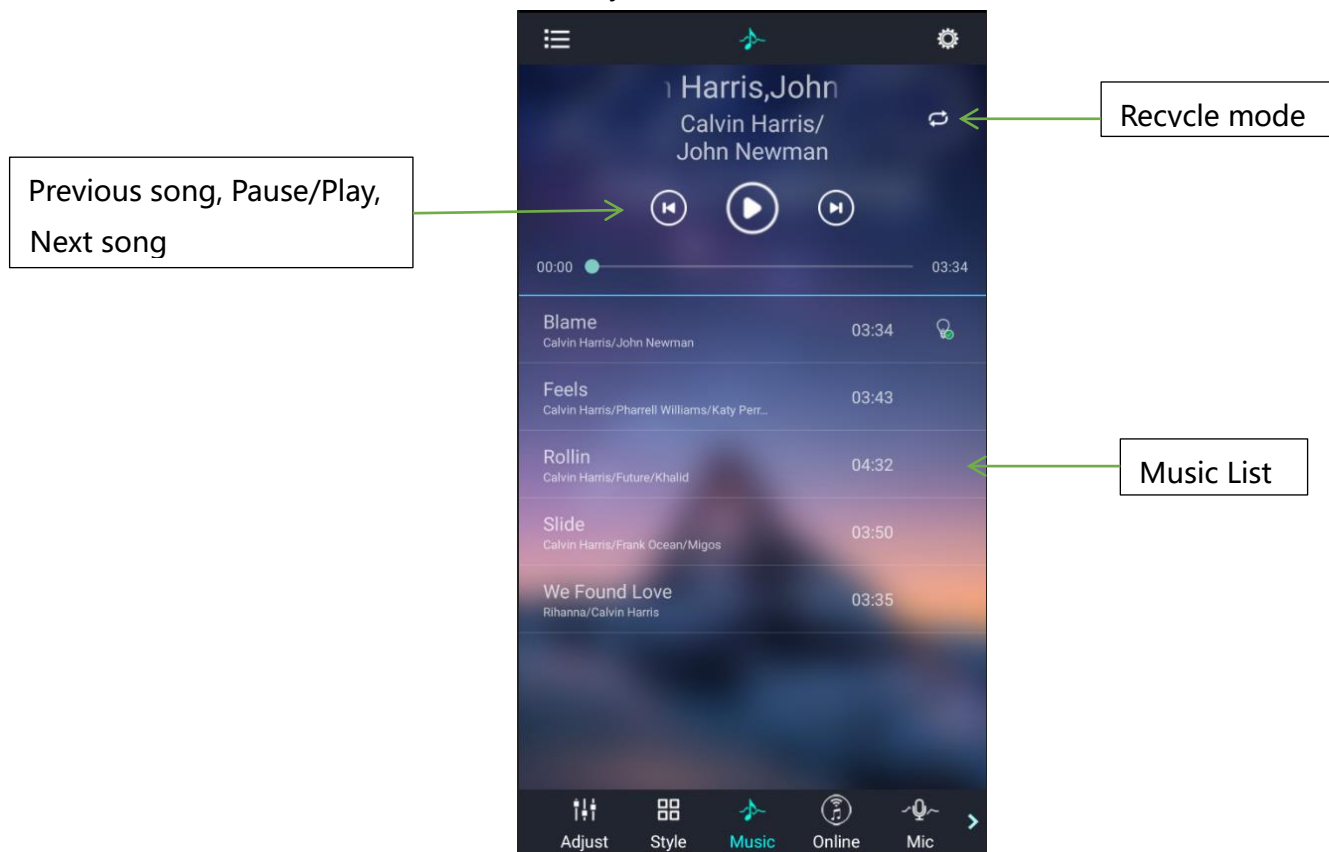 Harris,John
Calvin Harris/
John Newman
Recycle mode
Previous song, Pause/Play,
Next song
00:00 03:34
Blame 03:34
Calvin Harris/John Newman
Feels 03:43
Calvin Harris/Pharrell Williams/Katy Perr...
Rollin 04:32
Calvin Harris/Future/Khalid
Music List
Slide 03:50
Calvin Harris/Frank Ocean/Migos
We Found Love 03:35
Rihanna/Calvin Harris
Adjust Style Music Online Mic